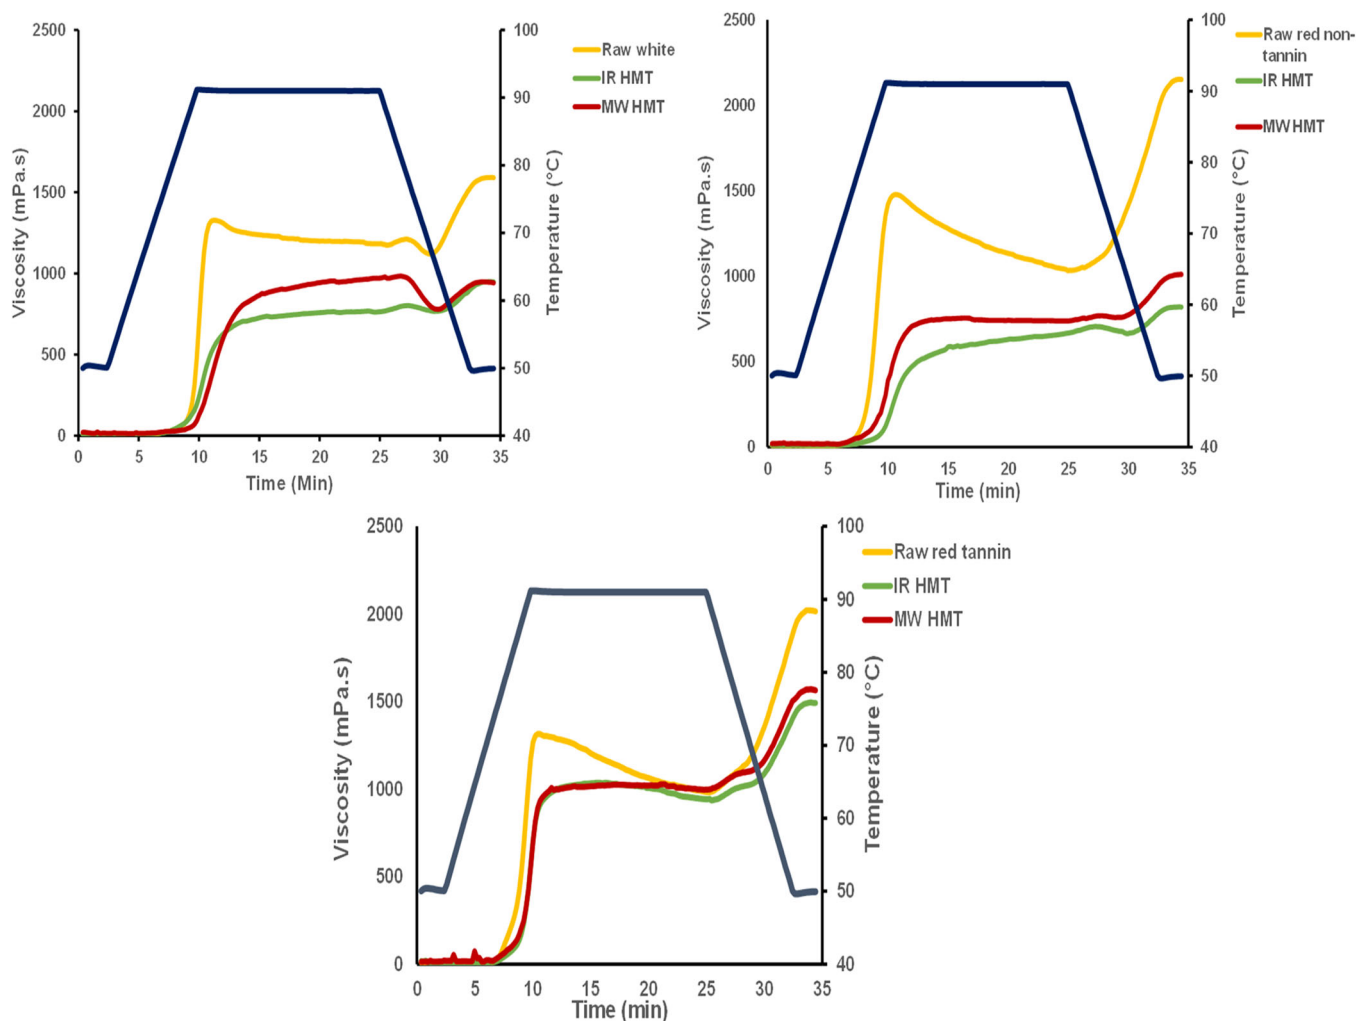 2500
2000
1500
1000
500
0
Viscosity (mPa.s)
0 5 10 15 20 25 30 35
Time (Min)
100
90
80
70
60
50
40
Temperature (°C)
Raw white
IR HMT
MW HMT
2500
2000
1500
1000
500
0
Viscosity (mPa.s)
0 5 10 15 20 25 30 35
Time (min)
100
90
80
70
60
50
40
Temperature (°C)
Raw red non-
tannin
IR HMT
MW HMT
2500
2000
1500
1000
500
0
Viscosity (mPa.s)
0 5 10 15 20 25 30 35
Time (min)
100
90
80
70
60
50
40
Temperature (°C)
Raw red tannin
IR HMT
MW HMT